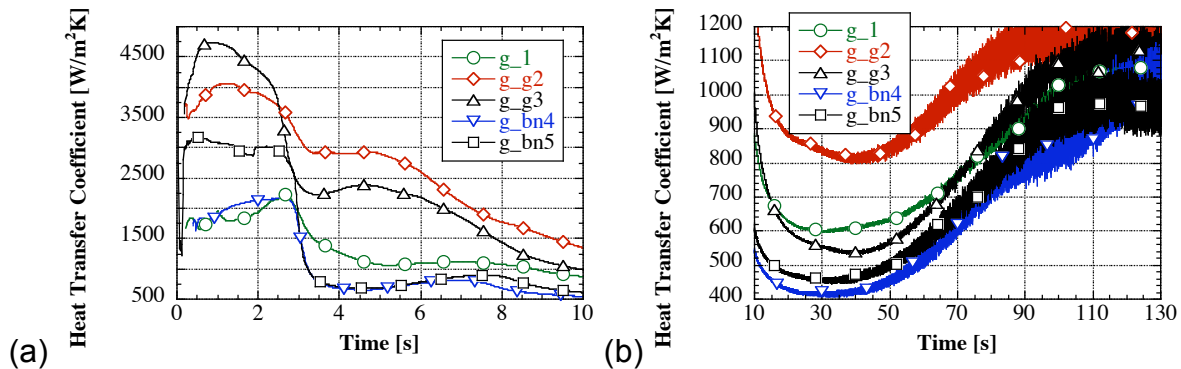 Heat Transfer Coefficient [W/m²K]
4500
3500
2500
1500
500
0 2 4 6 8 10
Time [s]
g_1
g_g2
g_g3
g_bn4
g_bn5
(a)
Heat Transfer Coefficient [W/m²K]
1200
1100
1000
900
800
700
600
500
400
10 30 50 70 90 110 130
Time [s]
g_1
g_g2
g_g3
g_bn4
g_bn5
(b)